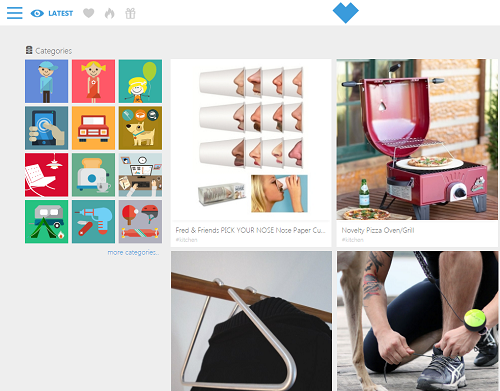 LATEST
Categories
more categories..
Fred & Friends PICK YOUR NOSE Nose Paper Cu...
#kitchen
Novelty Pizza Oven/Grill
#kitchen